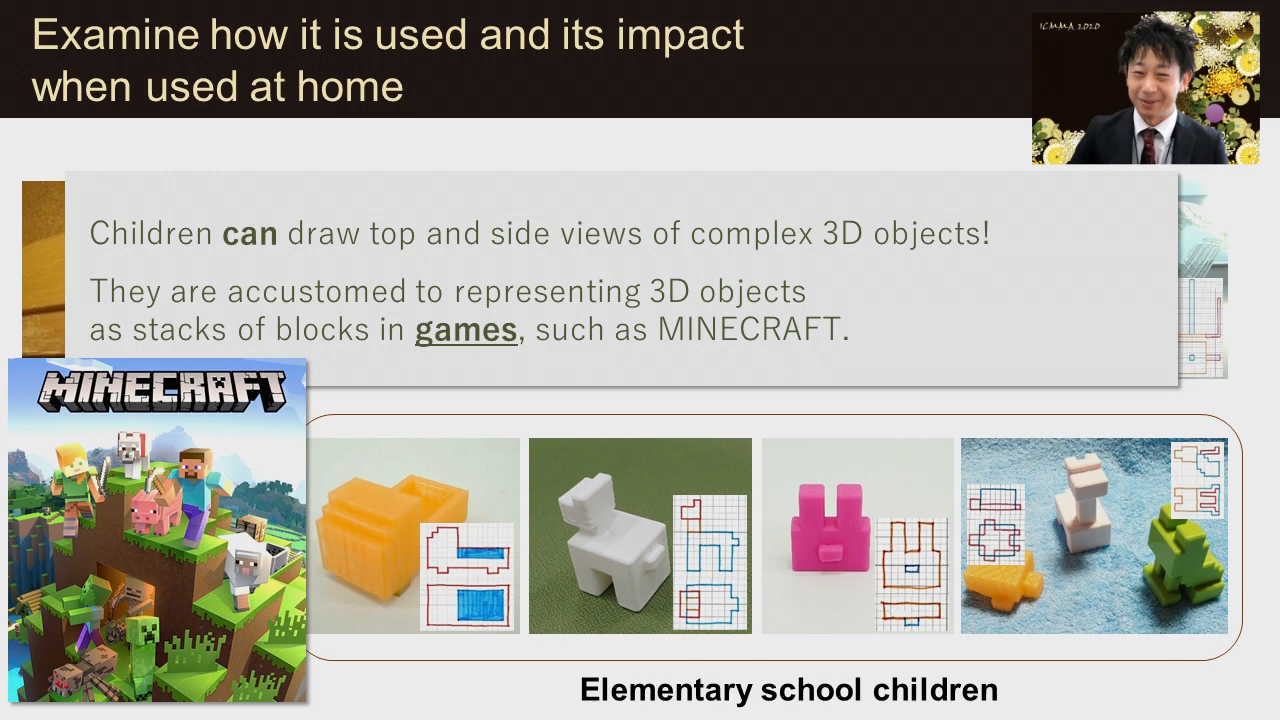 Examine how it is used and its impact
when used at home
ICMMA 2020
Children can draw top and side views of complex 3D objects!
They are accustomed to representing 3D objects
as stacks of blocks in games, such as MINECRAFT.
MINECRAFT
Elementary school children